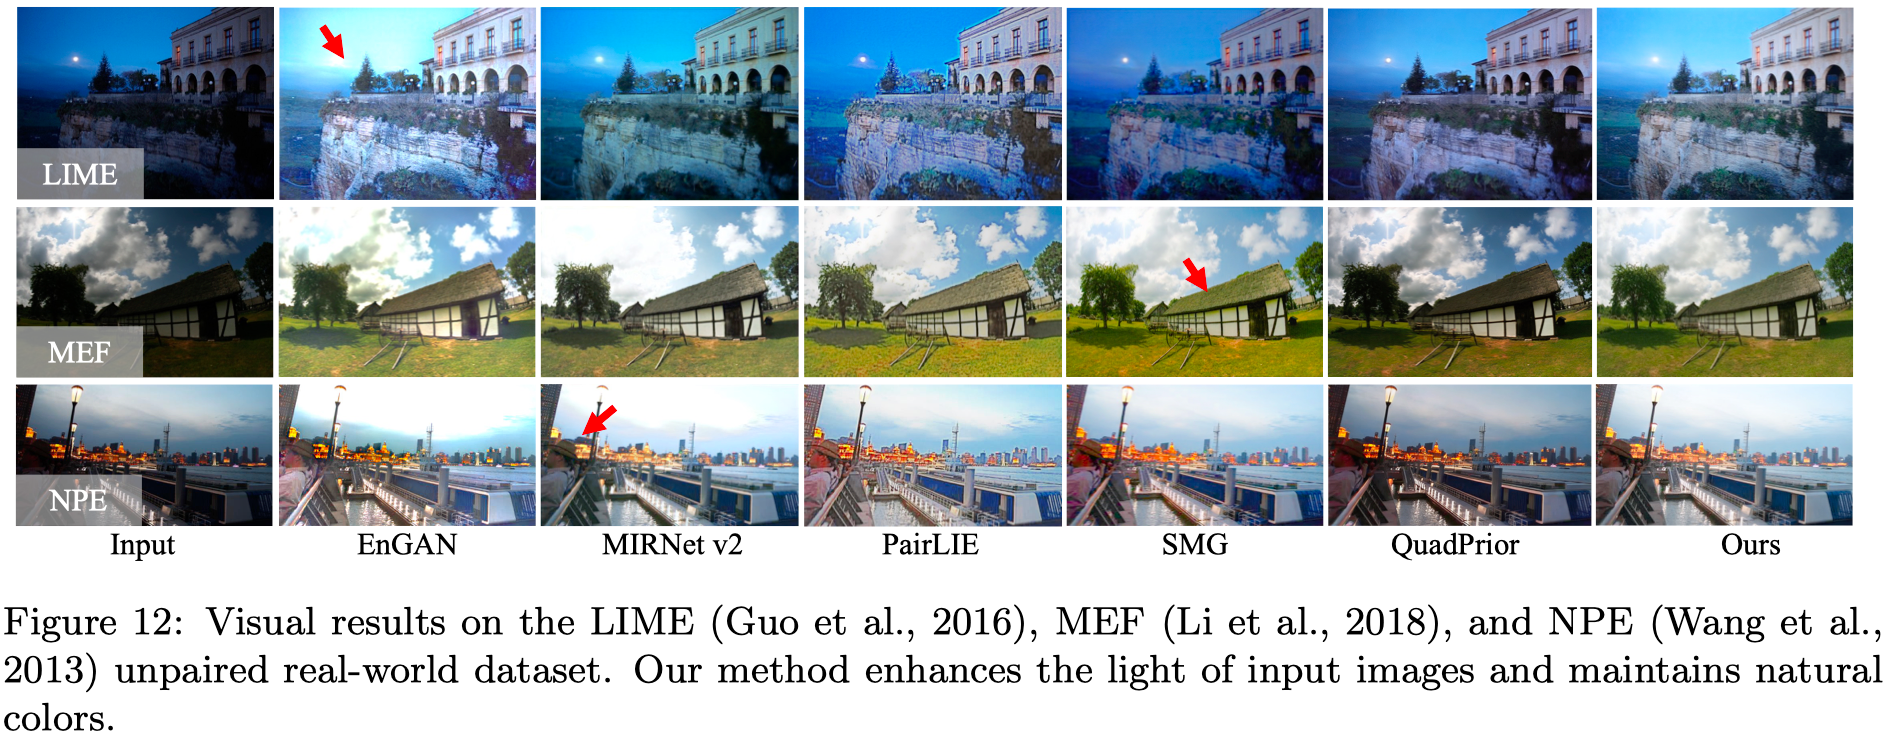 LIME
MEF
NPE
Input EnGAN MIRNet v2 PairLIE SMG QuadPrior Ours
Figure 12: Visual results on the LIME (Guo et al., 2016), MEF (Li et al., 2018), and NPE (Wang et al.,
2013) unpaired real-world dataset. Our method enhances the light of input images and maintains natural
colors.